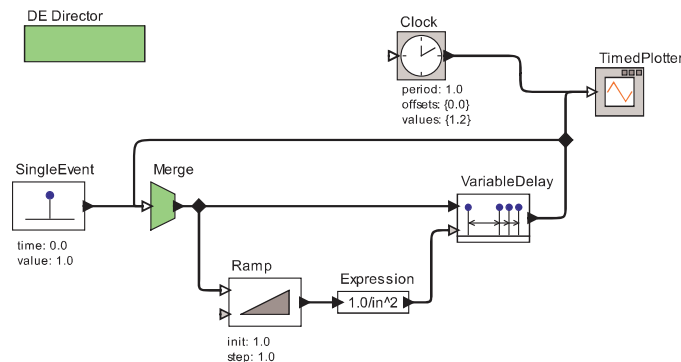 DE Director
Clock
TimedPlotter
period: 1.0
offsets: {0.0}
values: {1.2}
SingleEvent
Merge
VariableDelay
time: 0.0
value: 1.0
Ramp
Expression
1.0/in^2
init: 1.0
step: 1.0